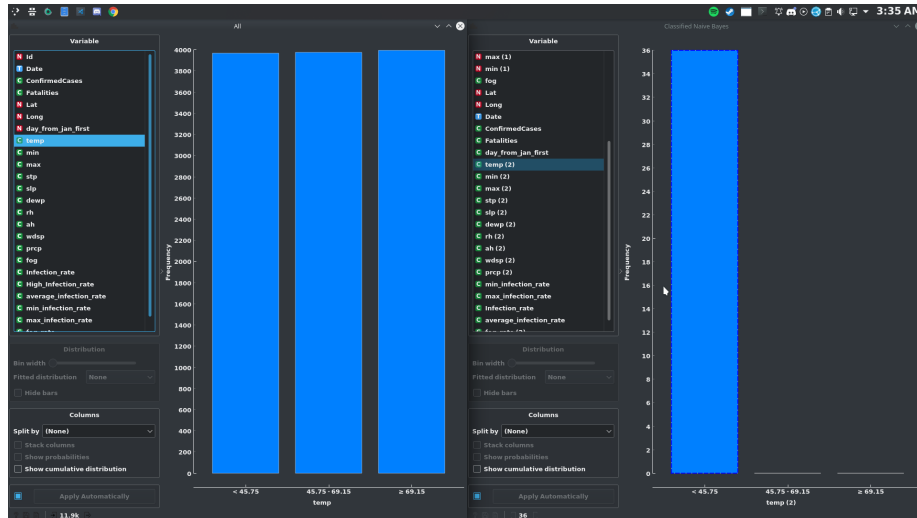 3:35 AM
All
Variable
N Id
T Date
C ConfirmedCases
C Fatalities
N Lat
N Long
N day_from_jan_first
C temp
C min
C max
C stp
C slp
C dewp
C rh
C ah
C wdsp
C prcp
C fog
C Infection_rate
C High_Infection_rate
C average_infection_rate
C min_infection_rate
C max_infection_rate
Distribution
Bin width
Fitted distribution None
Hide bars
Columns
Split by (None)
Stack columns
Show probabilities
Show cumulative distribution
Apply Automatically
11.9k
Frequency
4000
3800
3600
3400
3200
3000
2800
2600
2400
2200
2000
1800
1600
1400
1200
1000
800
600
400
200
0
< 45.75 45.75 - 69.15 ≥ 69.15
temp
Classified Naive Bayes
Variable
N max (1)
N min (1)
C fog
N Lat
N Long
T Date
C ConfirmedCases
C Fatalities
C day_from_jan_first
C temp (2)
C min (2)
C max (2)
C stp (2)
C slp (2)
C dewp (2)
C rh (2)
C ah (2)
C wdsp (2)
C prcp (2)
C min_infection_rate
C max_infection_rate
C Infection_rate
C average_infection_rate
Distribution
Bin width
Fitted distribution None
Hide bars
Columns
Split by (None)
Stack columns
Show probabilities
Show cumulative distribution
Apply Automatically
36
Frequency
36
34
32
30
28
26
24
22
20
18
16
14
12
10
8
6
4
2
0
< 45.75 45.75 - 69.15 ≥ 69.15
temp (2)